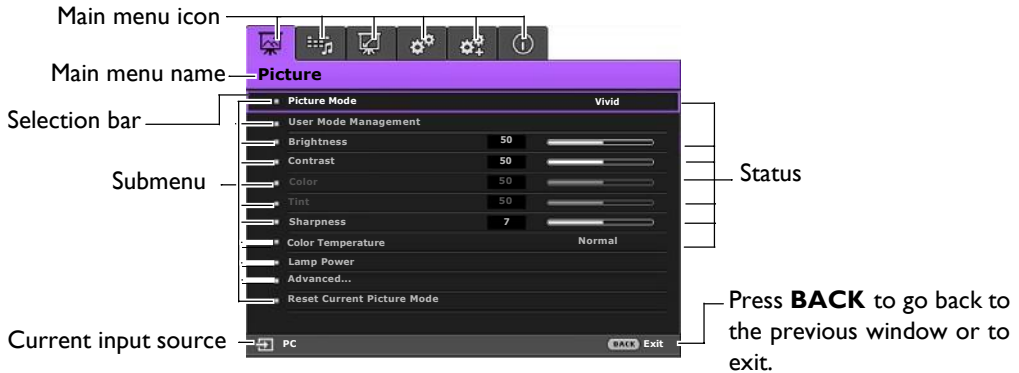 Main menu icon
Main menu name
Picture
Selection bar
Picture Mode Vivid
User Mode Management
Brightness 50
Contrast 50
Submenu
Color 50
Status
Tint 50
Sharpness 7
Color Temperature Normal
Lamp Power
Advanced...
Reset Current Picture Mode
Current input source
PC
BACK Exit
Press BACK to go back to
the previous window or to
exit.